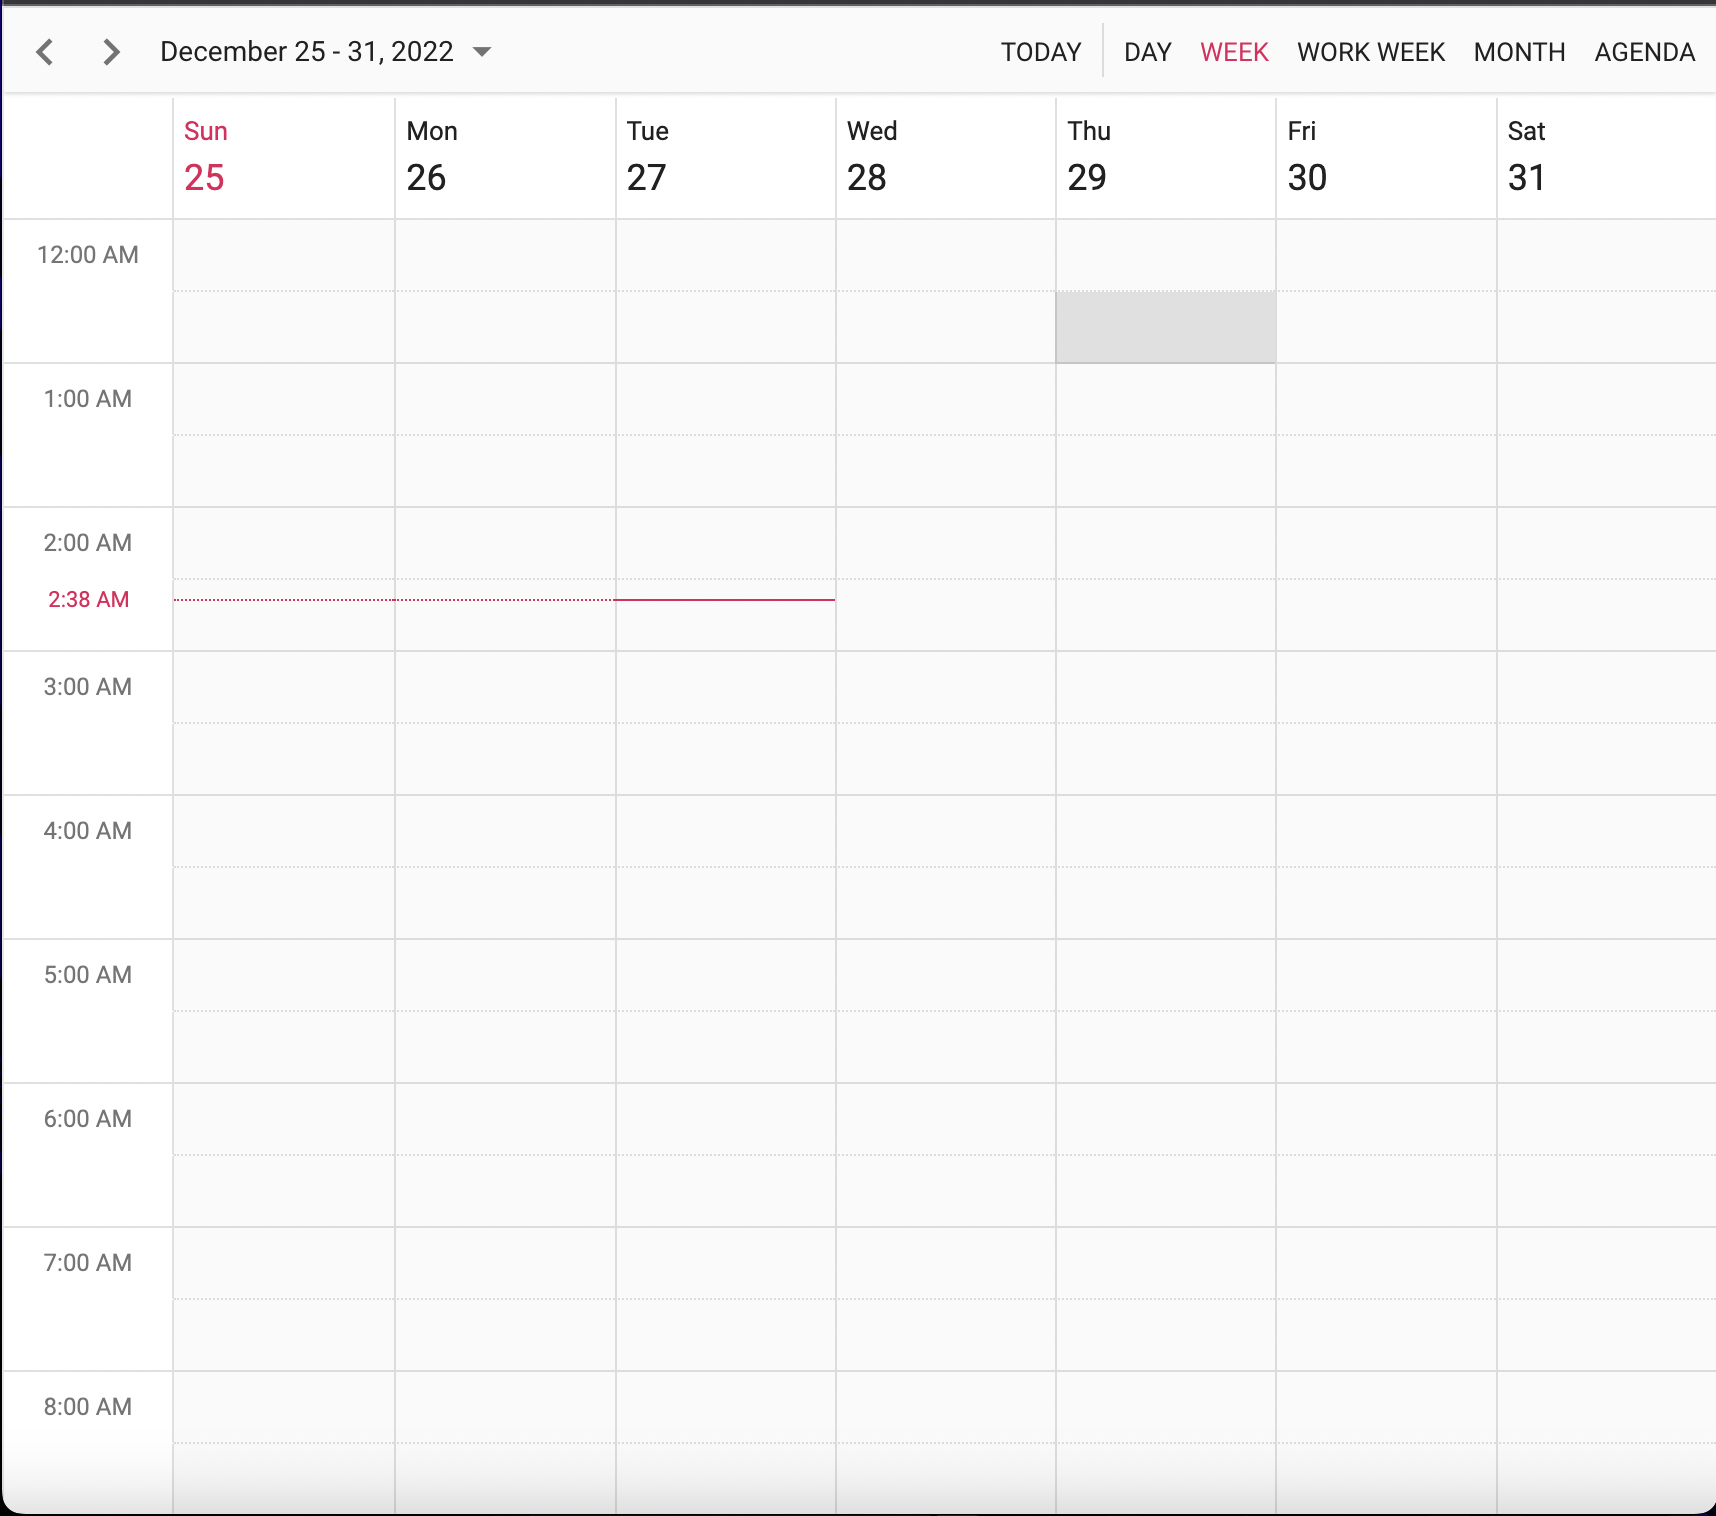 December 25 - 31, 2022 TODAY DAY WEEK WORK WEEK MONTH AGENDA
Sun Mon Tue Wed Thu Fri Sat
25 26 27 28 29 30 31
12:00 AM
1:00 AM
2:00 AM
2:38 AM
3:00 AM
4:00 AM
5:00 AM
6:00 AM
7:00 AM
8:00 AM